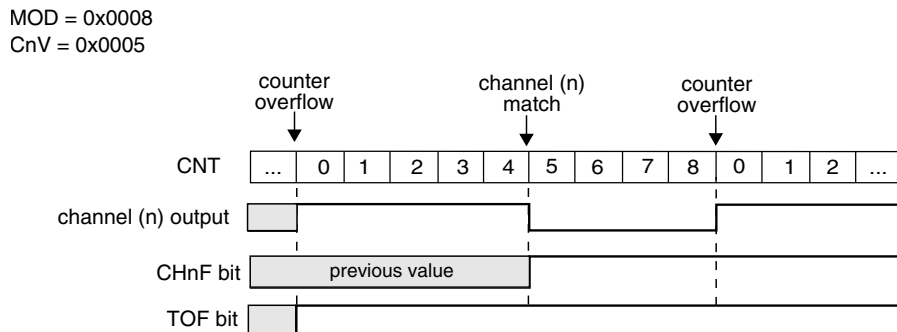 MOD = 0x0008
CnV = 0x0005
counter overflow
channel (n) match
counter overflow
CNT ... 0 1 2 3 4 5 6 7 8 0 1 2 ...
channel (n) output
CHnF bit previous value
TOF bit